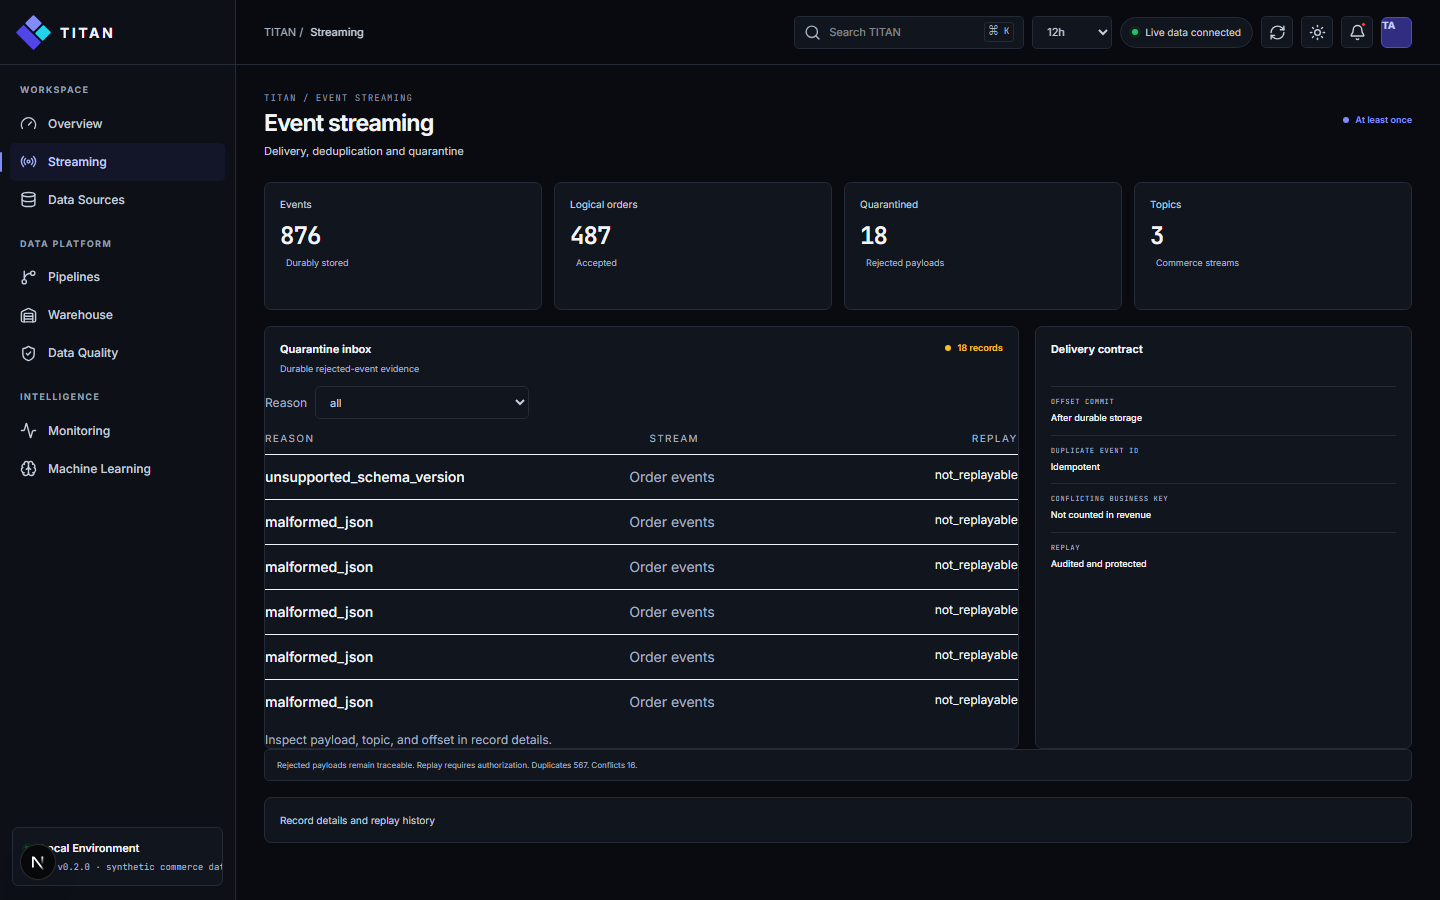 TITAN
TITAN / Streaming
Search TITAN
⌘ K
12h
Live data connected
TA
WORKSPACE
Overview
Streaming
Data Sources
DATA PLATFORM
Pipelines
Warehouse
Data Quality
INTELLIGENCE
Monitoring
Machine Learning
TITAN / EVENT STREAMING
Event streaming
At least once
Delivery, deduplication and quarantine
Events
876
Durably stored
Logical orders
487
Accepted
Quarantined
18
Rejected payloads
Topics
3
Commerce streams
Quarantine inbox
18 records
Durable rejected-event evidence
Reason
all
REASON STREAM REPLAY
unsupported_schema_version Order events not_replayable
malformed_json Order events not_replayable
malformed_json Order events not_replayable
malformed_json Order events not_replayable
malformed_json Order events not_replayable
malformed_json Order events not_replayable
Inspect payload, topic, and offset in record details.
Delivery contract
OFFSET COMMIT
After durable storage
DUPLICATE EVENT ID
Idempotent
CONFLICTING BUSINESS KEY
Not counted in revenue
REPLAY
Audited and protected
Rejected payloads remain traceable. Replay requires authorization. Duplicates 567. Conflicts 16.
Record details and replay history
ocal Environment
N
v0.2.0 · synthetic commerce dat